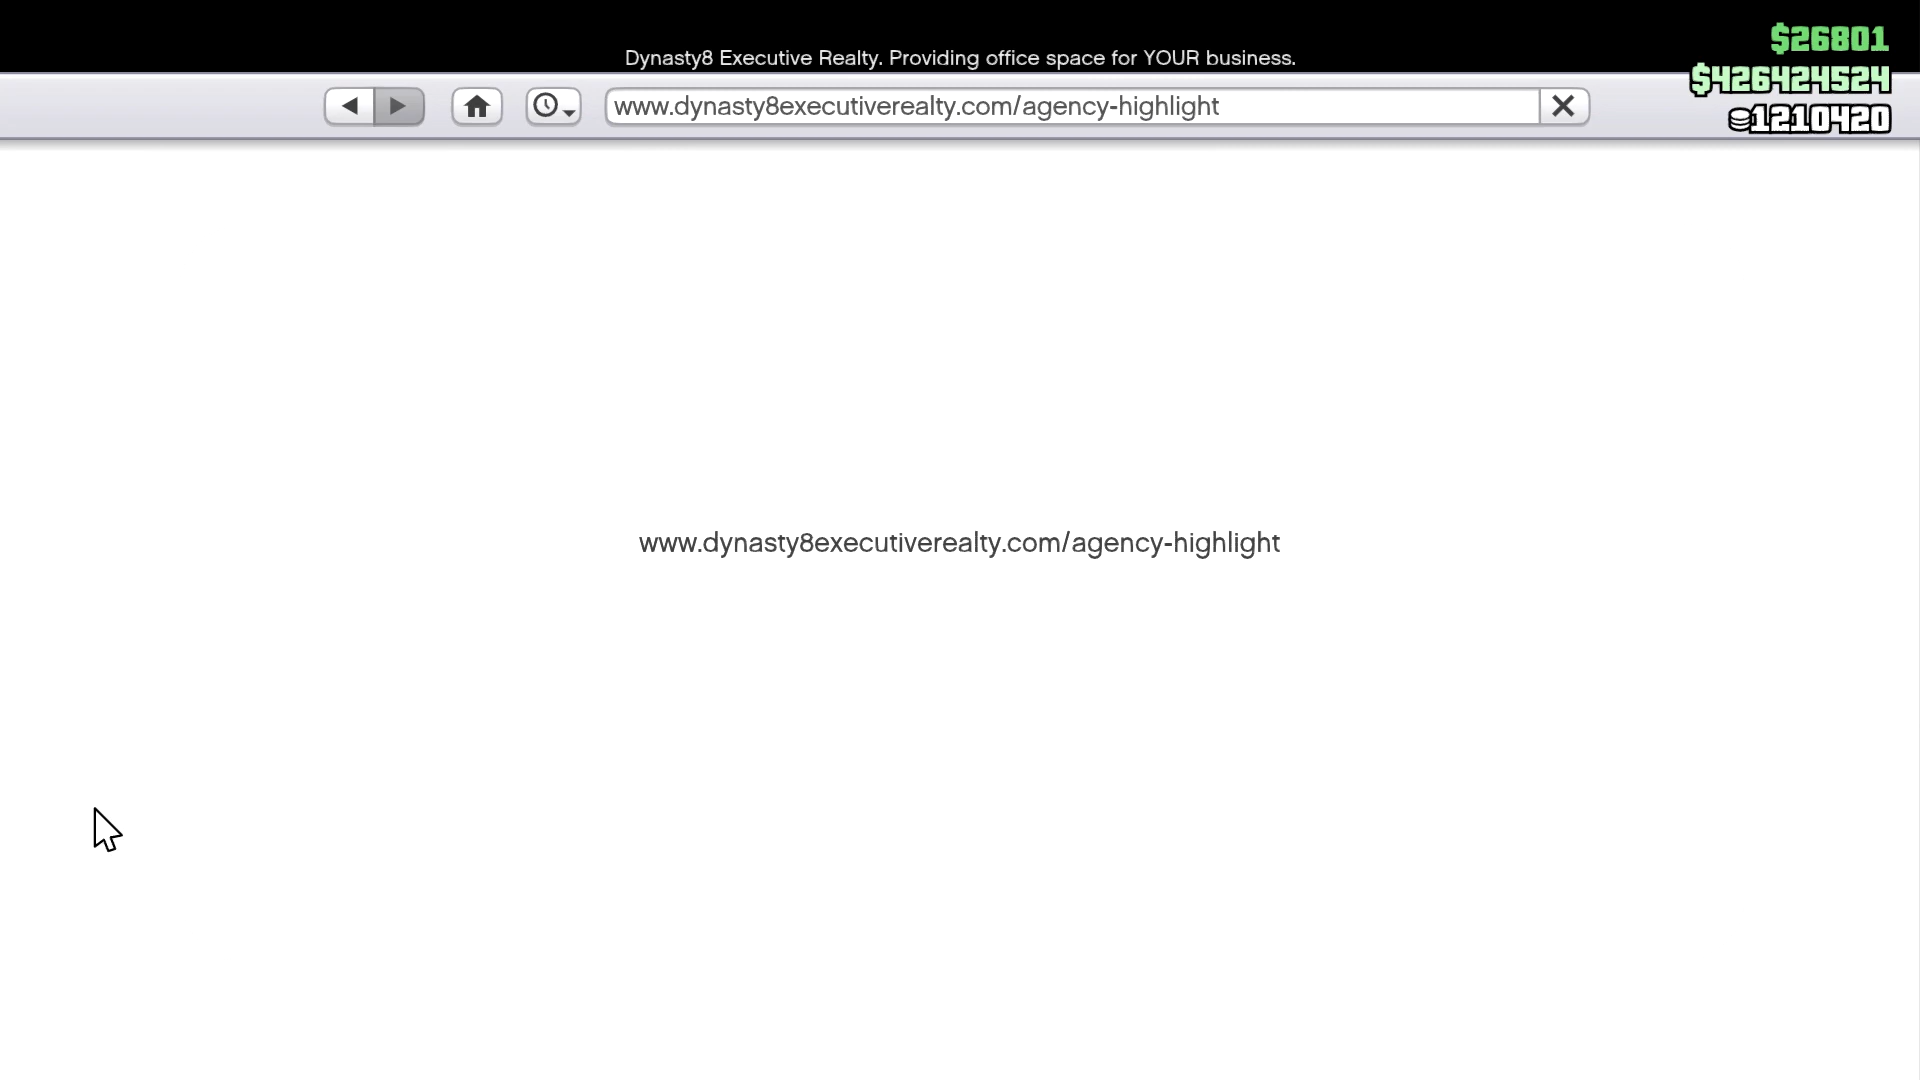 $26801
Dynasty8 Executive Realty. Providing office space for YOUR business.
$426424524
www.dynasty8executiverealty.com/agency-highlight
1210420
www.dynasty8executiverealty.com/agency-highlight